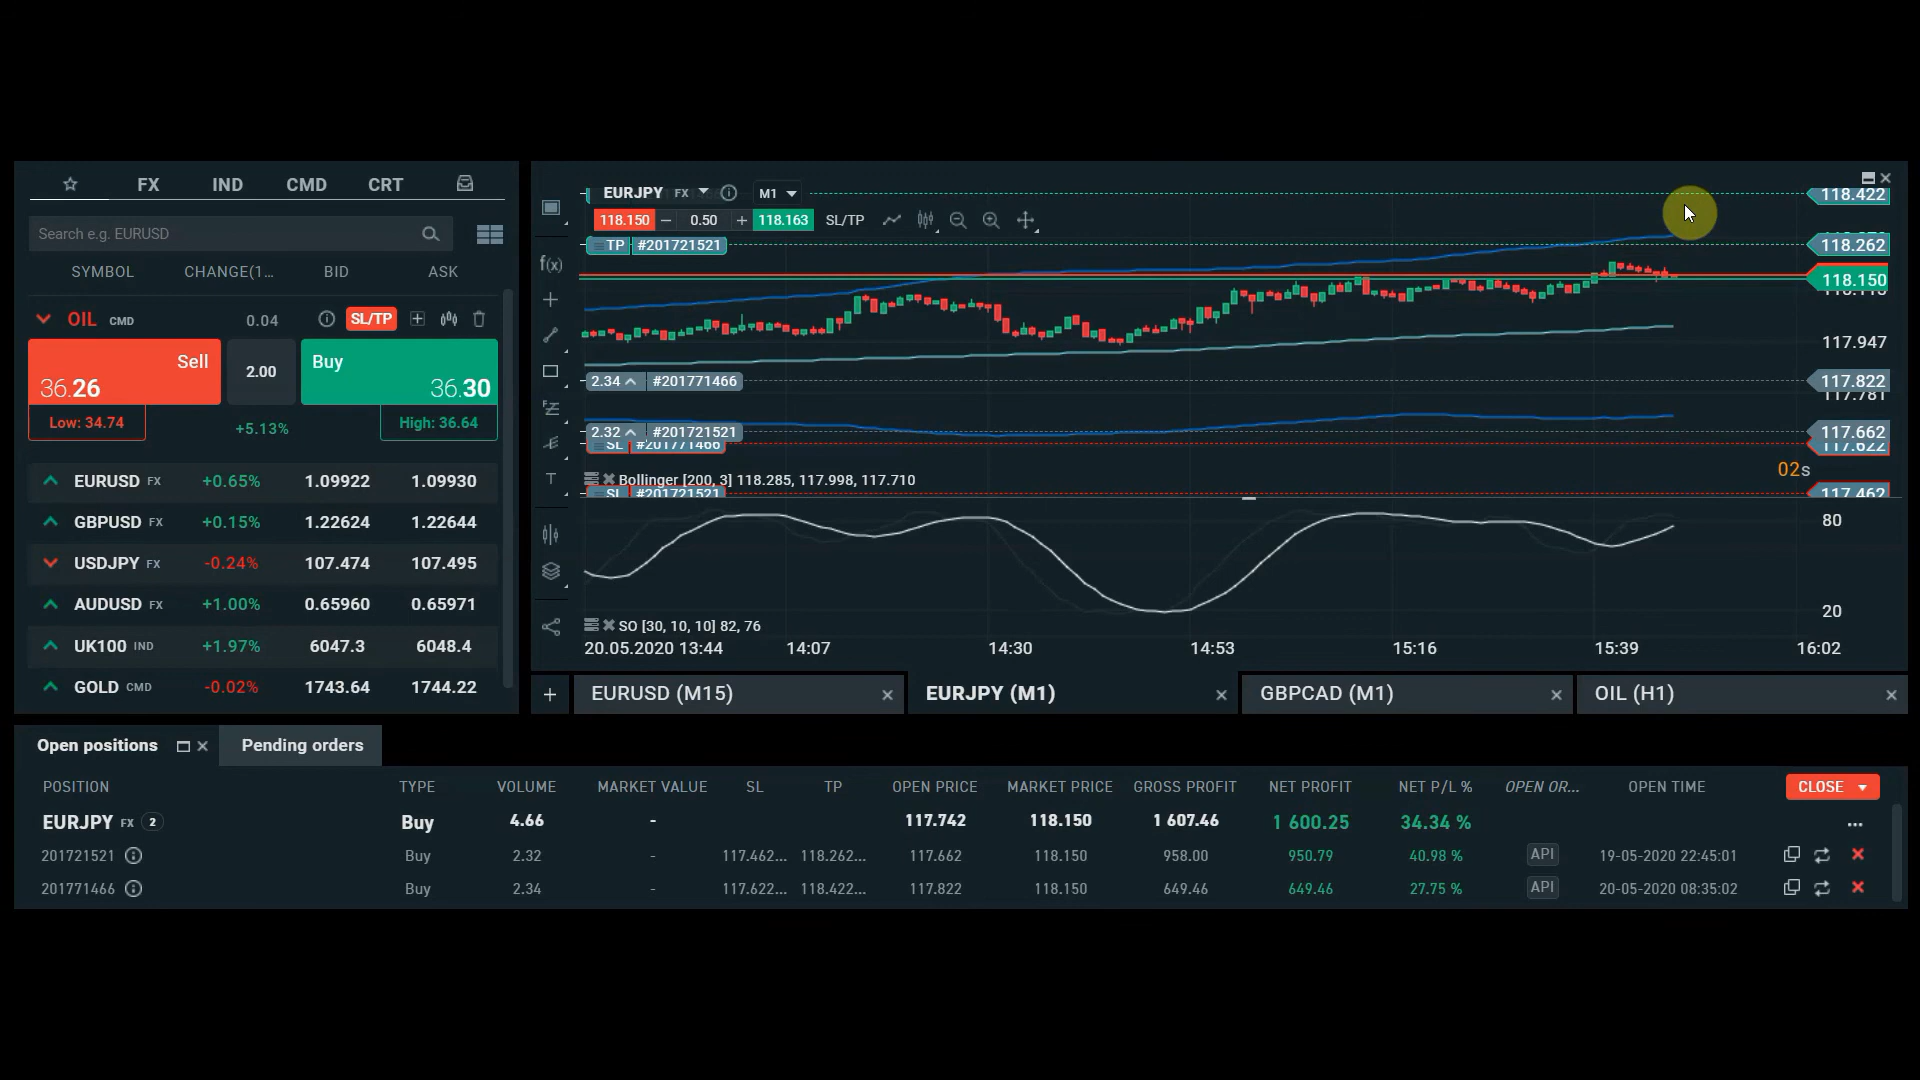 FX IND CMD CRT
Search e.g. EURUSD
SYMBOL CHANGE(1... BID ASK
OIL CMD 0.04 SL/TP
Sell 36.26 2.00 Buy 36.30
Low: 34.74 +5.13% High: 36.64
EURUSD FX +0.65% 1.09922 1.09930
GBPUSD FX +0.15% 1.22624 1.22644
USDJPY FX -0.24% 107.474 107.495
AUDUSD FX +1.00% 0.65960 0.65971
UK100 IND +1.97% 6047.3 6048.4
GOLD CMD -0.02% 1743.64 1744.22
EURJPY FX M1 118.422
118.150 0.50 118.163 SL/TP
TP #201721521 118.262
118.150
117.947
2.34 #201771466 117.822
117.781
2.32 #201721521 117.662
SL #201771466 117.622
02s
Bollinger [200, 3] 118.285, 117.998, 117.710
SL #201721521 117.462
f(x)
T
80
20
SO [30, 10, 10] 82, 76
20.05.2020 13:44 14:07 14:30 14:53 15:16 15:39 16:02
EURUSD (M15) EURJPY (M1) GBPCAD (M1) OIL (H1)
Open positions Pending orders
POSITION TYPE VOLUME MARKET VALUE SL TP OPEN PRICE MARKET PRICE GROSS PROFIT NET PROFIT NET P/L % OPEN OR... OPEN TIME CLOSE
EURJPY FX 2 Buy 4.66 - 117.742 118.150 1 607.46 1 600.25 34.34 % ...
201721521 Buy 2.32 - 117.462... 118.262... 117.662 118.150 958.00 950.79 40.98 % API 19-05-2020 22:45:01
201771466 Buy 2.34 - 117.622... 118.422... 117.822 118.150 649.46 649.46 27.75 % API 20-05-2020 08:35:02